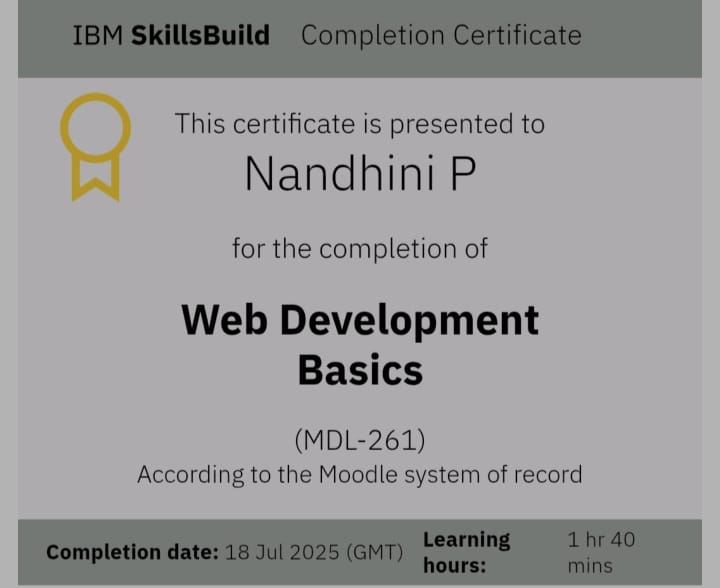 IBM SkillsBuild Completion Certificate
This certificate is presented to
Nandhini P
for the completion of
Web Development
Basics
(MDL-261)
According to the Moodle system of record
Completion date: 18 Jul 2025 (GMT)
Learning
hours:
1 hr 40
mins